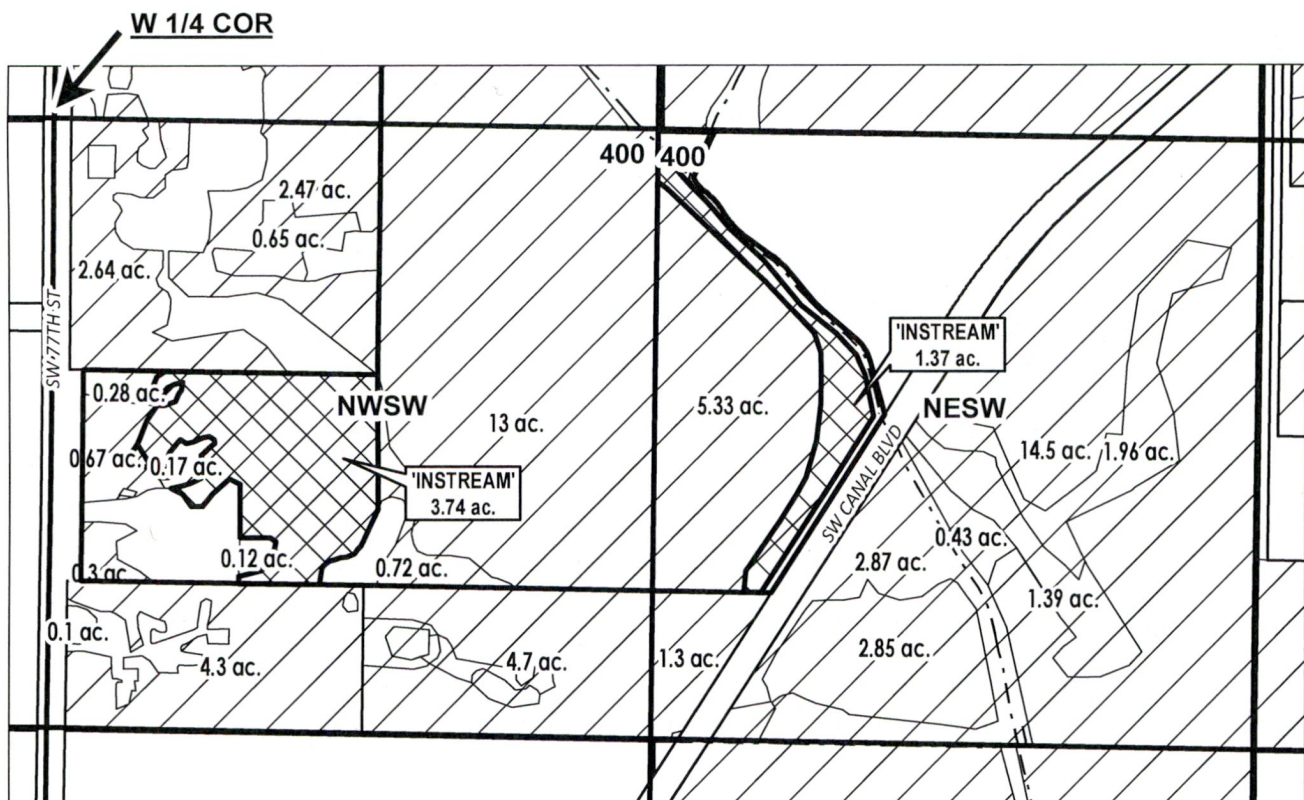 W 1/4 COR
400 400
2.47 ac.
0.65 ac.
2.64 ac.
SW 77TH ST
'INSTREAM'
1.37 ac.
0.28 ac.
NWSW
13 ac.
5.33 ac.
NESW
0.67 ac.
0.17 ac.
'INSTREAM'
3.74 ac.
14.5 ac.
1.96 ac.
SW CANAL BLVD
0.12 ac.
0.72 ac.
0.3 ac.
0.43 ac.
2.87 ac.
1.39 ac.
0.1 ac.
4.3 ac.
4.7 ac.
1.3 ac.
2.85 ac.